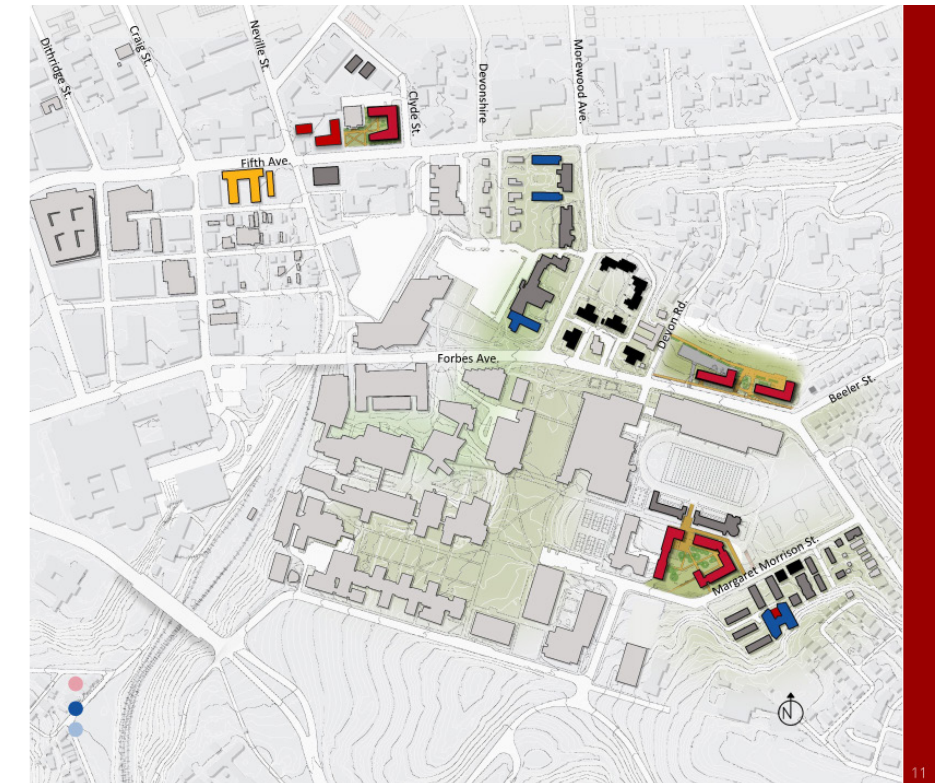 Dithridge St.
Craig St.
Neville St.
Clyde St.
Devonshire
Morewood Ave.
Fifth Ave.
Devon Rd.
Forbes Ave.
Beeler St.
Margaret Morrison St.
N
11